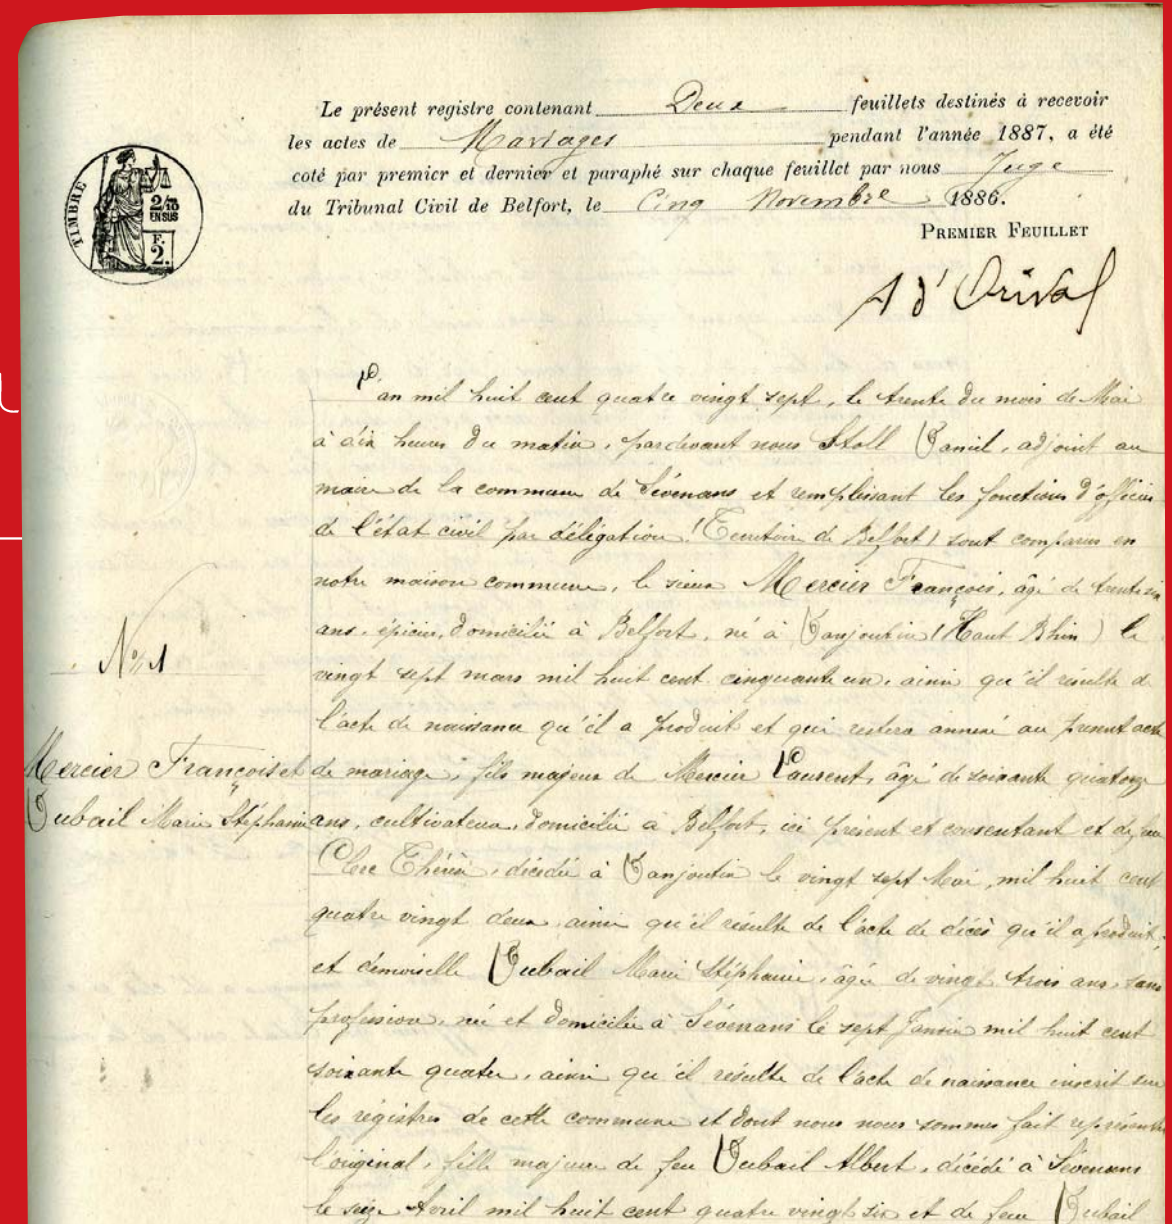 Le présent registre contenant Deux feuillets destinés à recevoir
les actes de Mariages pendant l'année 1887, a été
coté par premier et dernier et paraphé sur chaque feuillet par nous Juge
du Tribunal Civil de Belfort, le Cinq Novembre 1886.
PREMIER FEUILLET
TIMBRE
2/10
EN SUS
F.
2.
A d'Orival
L'an mil huit cent quatre vingt sept, le trente du mois de Mai
à dix heures du matin, pardevant nous Stoll Daniel, adjoint au
maire de la commune de Sévenans et remplissant les fonctions d'officier
de l'état civil par délégation (Territoire de Belfort) sont comparus en
notre maison commune, le sieur Mercier François, âgé de trente six
ans, épicier, domicilié à Belfort, né à Danjoutin (Haut Rhin) le
vingt sept mars mil huit cent cinquante un, ainsi qu'il résulte de
l'acte de naissance qu'il a produit et qui restera annexé au présent acte
de mariage, fils majeur de Mercier Laurent, âgé de soixante quatorze
ans, cultivateur, domicilié à Belfort, ici présent et consentant et de feue
Clerc Thérèse, décédée à Danjoutin le vingt sept Mai mil huit cent
quatre vingt deux, ainsi qu'il résulte de l'acte de décès qu'il a produit,
et demoiselle Dubail Marie Stéphanie, âgée de vingt trois ans, sans
profession, née et domiciliée à Sévenans le sept Janvier mil huit cent
soixante quatre, ainsi qu'il résulte de l'acte de naissance inscrit sur
les régistres de cette commune et dont nous nous sommes fait représenter
l'original, fille majeure de feu Dubail Albert, décédé à Sévenans
le seize Avril mil huit cent quatre vingt six et de feue Dubail
N° 1
Mercier François et
Dubail Marie Stéphanie